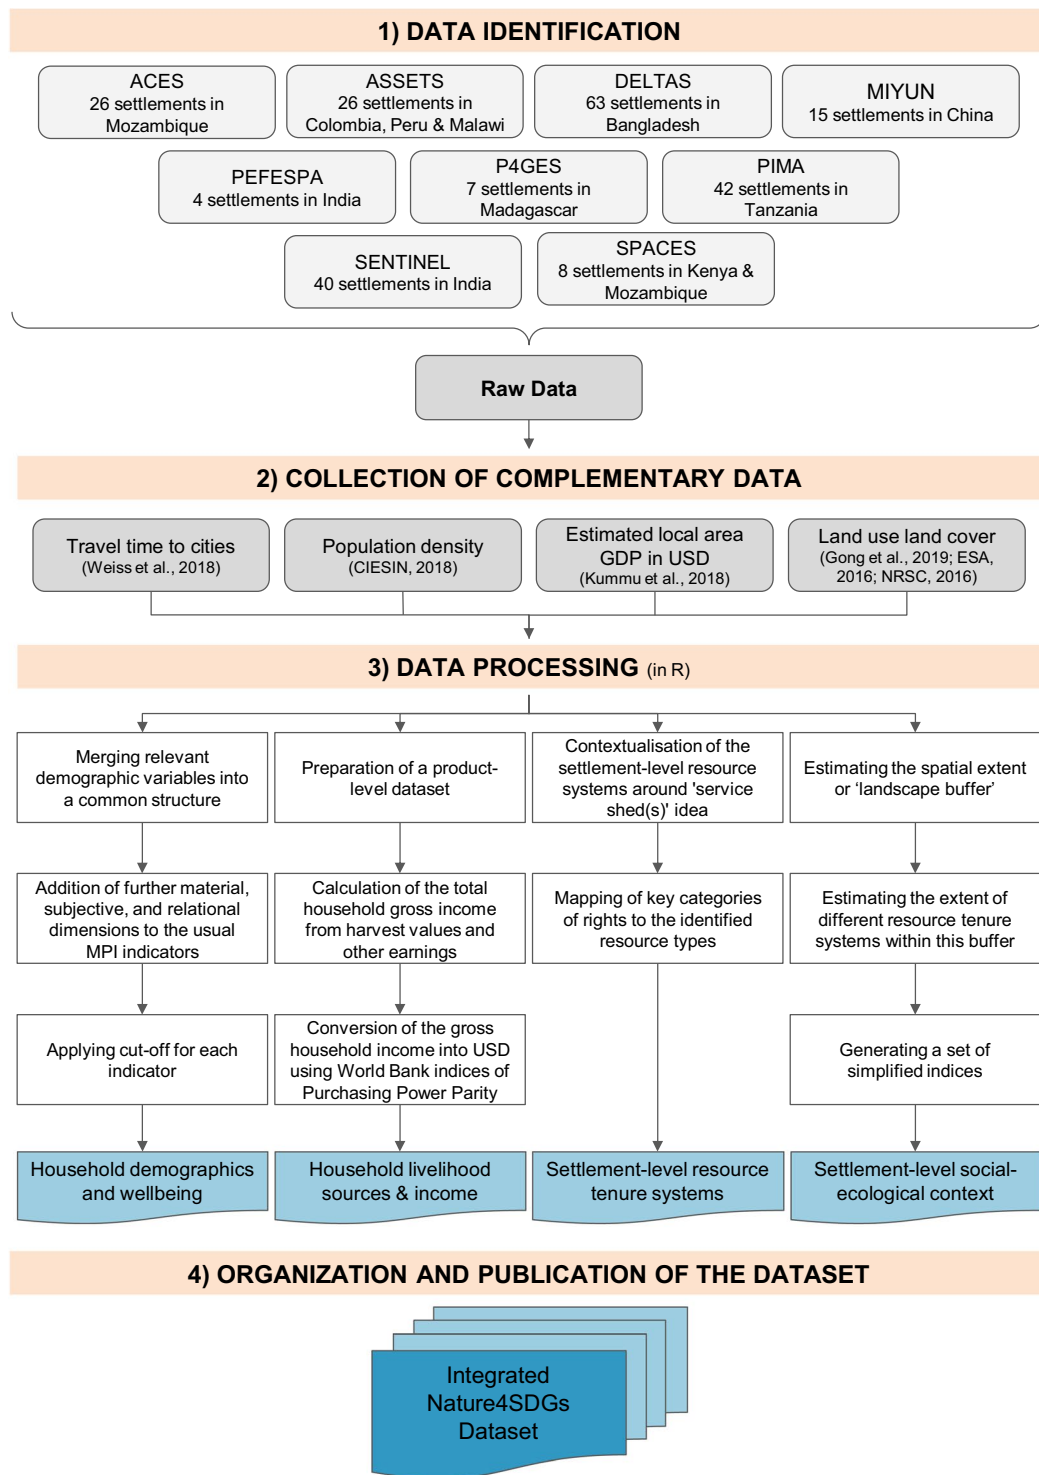 1) DATA IDENTIFICATION
ACES
26 settlements in
Mozambique
ASSETS
26 settlements in
Colombia, Peru & Malawi
DELTAS
63 settlements in
Bangladesh
MIYUN
15 settlements in China
PEFESPA
4 settlements in India
P4GES
7 settlements in
Madagascar
PIMA
42 settlements in
Tanzania
SENTINEL
40 settlements in India
SPACES
8 settlements in Kenya &
Mozambique
Raw Data
2) COLLECTION OF COMPLEMENTARY DATA
Travel time to cities
(Weiss et al., 2018)
Population density
(CIESIN, 2018)
Estimated local area
GDP in USD
(Kummu et al., 2018)
Land use land cover
(Gong et al., 2019; ESA,
2016; NRSC, 2016)
3) DATA PROCESSING (in R)
Merging relevant
demographic variables into
a common structure
Preparation of a product-
level dataset
Contextualisation of the
settlement-level resource
systems around 'service
shed(s)' idea
Estimating the spatial extent
or ‘landscape buffer’
Addition of further material,
subjective, and relational
dimensions to the usual
MPI indicators
Calculation of the total
household gross income
from harvest values and
other earnings
Mapping of key categories
of rights to the identified
resource types
Estimating the extent of
different resource tenure
systems within this buffer
Applying cut-off for each
indicator
Conversion of the gross
household income into USD
using World Bank indices of
Purchasing Power Parity
Generating a set of
simplified indices
Household demographics
and wellbeing
Household livelihood
sources & income
Settlement-level resource
tenure systems
Settlement-level social-
ecological context
4) ORGANIZATION AND PUBLICATION OF THE DATASET
Integrated
Nature4SDGs
Dataset